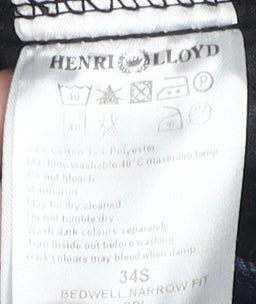 HENRI LLOYD
40 P
40
Cotton Polyester
Machine washable 40°C maximum temp
Do not bleach
Warm iron
May be dry cleaned
Do not tumble dry
Wash dark colours separately
Turn inside out before washing
Dark colours may bleed when damp
34S
BEDWELL NARROW FIT